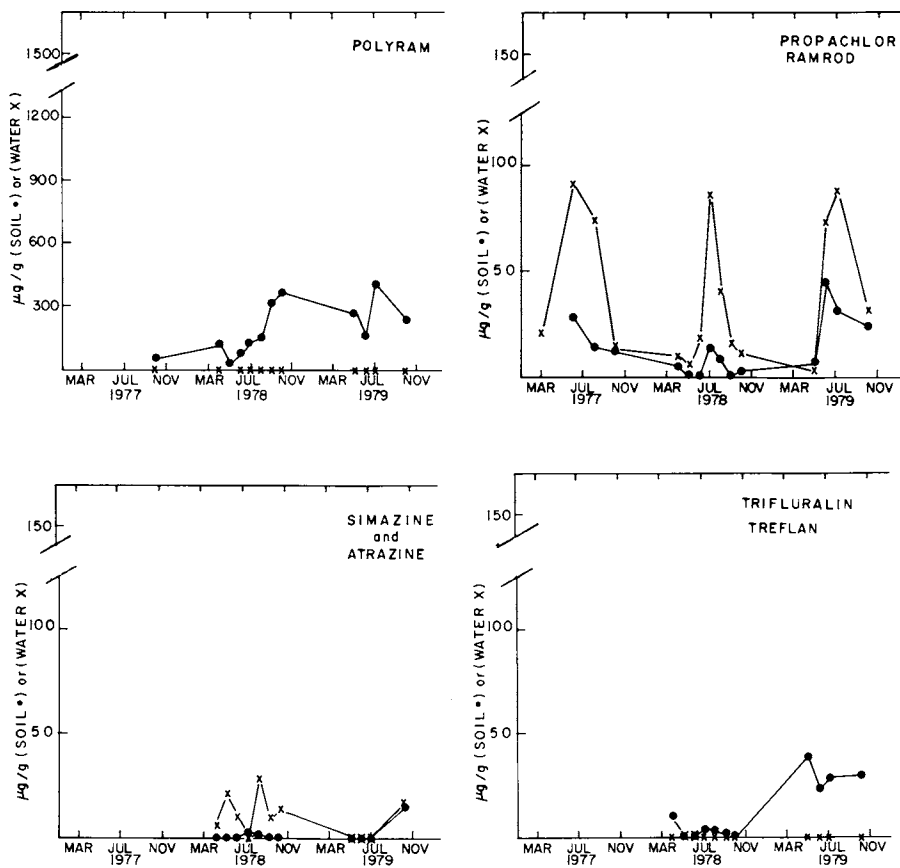 POLYRAM
1500
1200
900
600
300
µg/g (SOIL •) or (WATER X)
MAR JUL NOV MAR JUL NOV MAR JUL NOV
1977 1978 1979
PROPACHLOR
RAMROD
150
100
50
MAR JUL NOV MAR JUL NOV MAR JUL NOV
1977 1978 1979
SIMAZINE
and
ATRAZINE
150
100
50
µg/g (SOIL •) or (WATER X)
MAR JUL NOV MAR JUL NOV MAR JUL NOV
1977 1978 1979
TRIFLURALIN
TREFLAN
150
100
50
µg/g (SOIL •) or (WATER X)
MAR JUL NOV MAR JUL NOV MAR JUL NOV
1977 1978 1979
µg/g (SOIL •) or (WATER X)